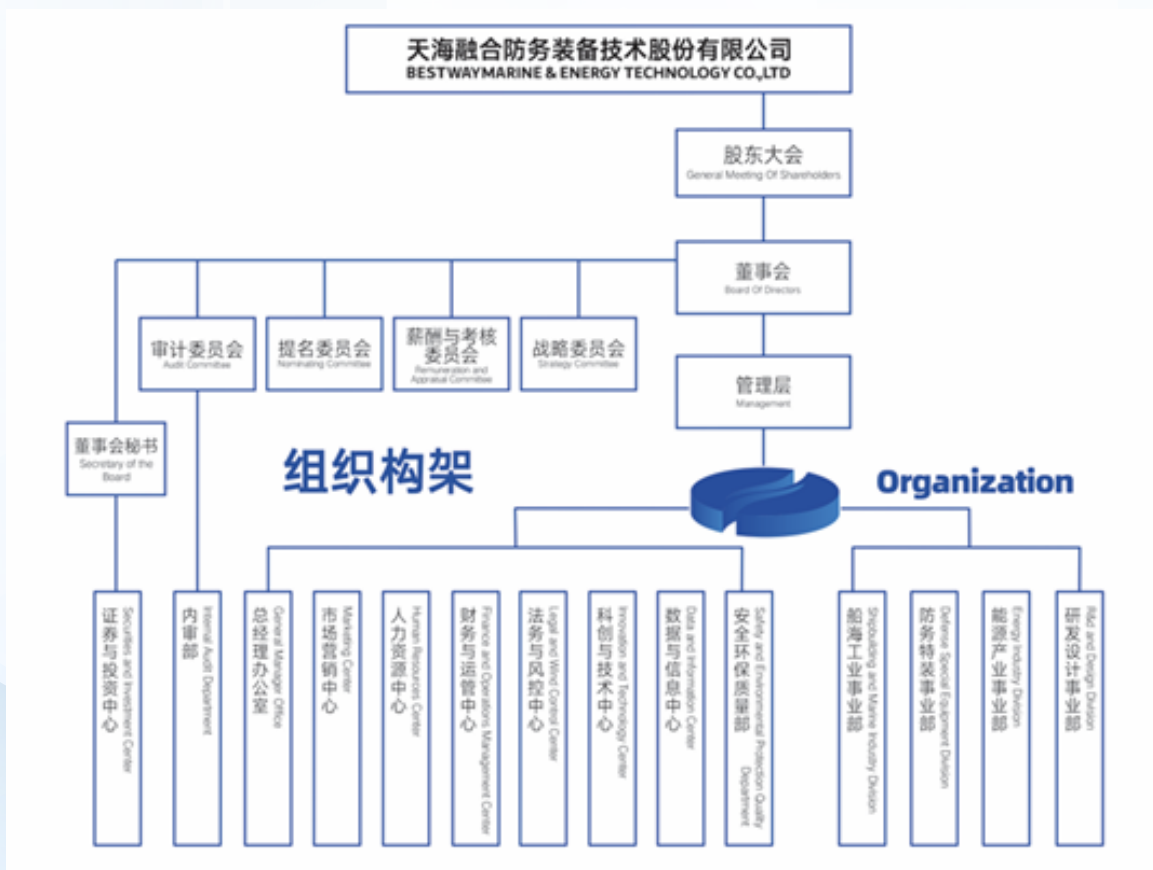 天海融合防务装备技术股份有限公司
BESTWAYMARINE & ENERGY TECHNOLOGY CO.,LTD
股东大会
General Meeting Of Shareholders
董事会
Board Of Directors
审计委员会
Audit Committee
提名委员会
Nominating Committee
薪酬与考核
委员会
Remuneration and
Appraisal Committee
战略委员会
Strategy Committee
管理层
Management
董事会秘书
Secretary of the
Board
组织构架
Organization
证券与投资中心
Securities and Investment Center
内审部
Internal Audit Department
总经理办公室
General Manager Office
市场营销中心
Marketing Center
人力资源中心
Human Resources Center
财务与运管中心
Finance and Operations Management Center
法务与风控中心
Legal and Wind Control Center
科创与技术中心
Innovation and Technology Center
数据与信息中心
Data and Information Center
安全环保质量部
Safety and Environmental Protection Quality
Department
船海工业事业部
Shipbuilding and Marine Industry Division
防务特装事业部
Defense Special Equipment Division
能源产业事业部
Energy Industry Division
研发设计事业部
R&d and Design Division